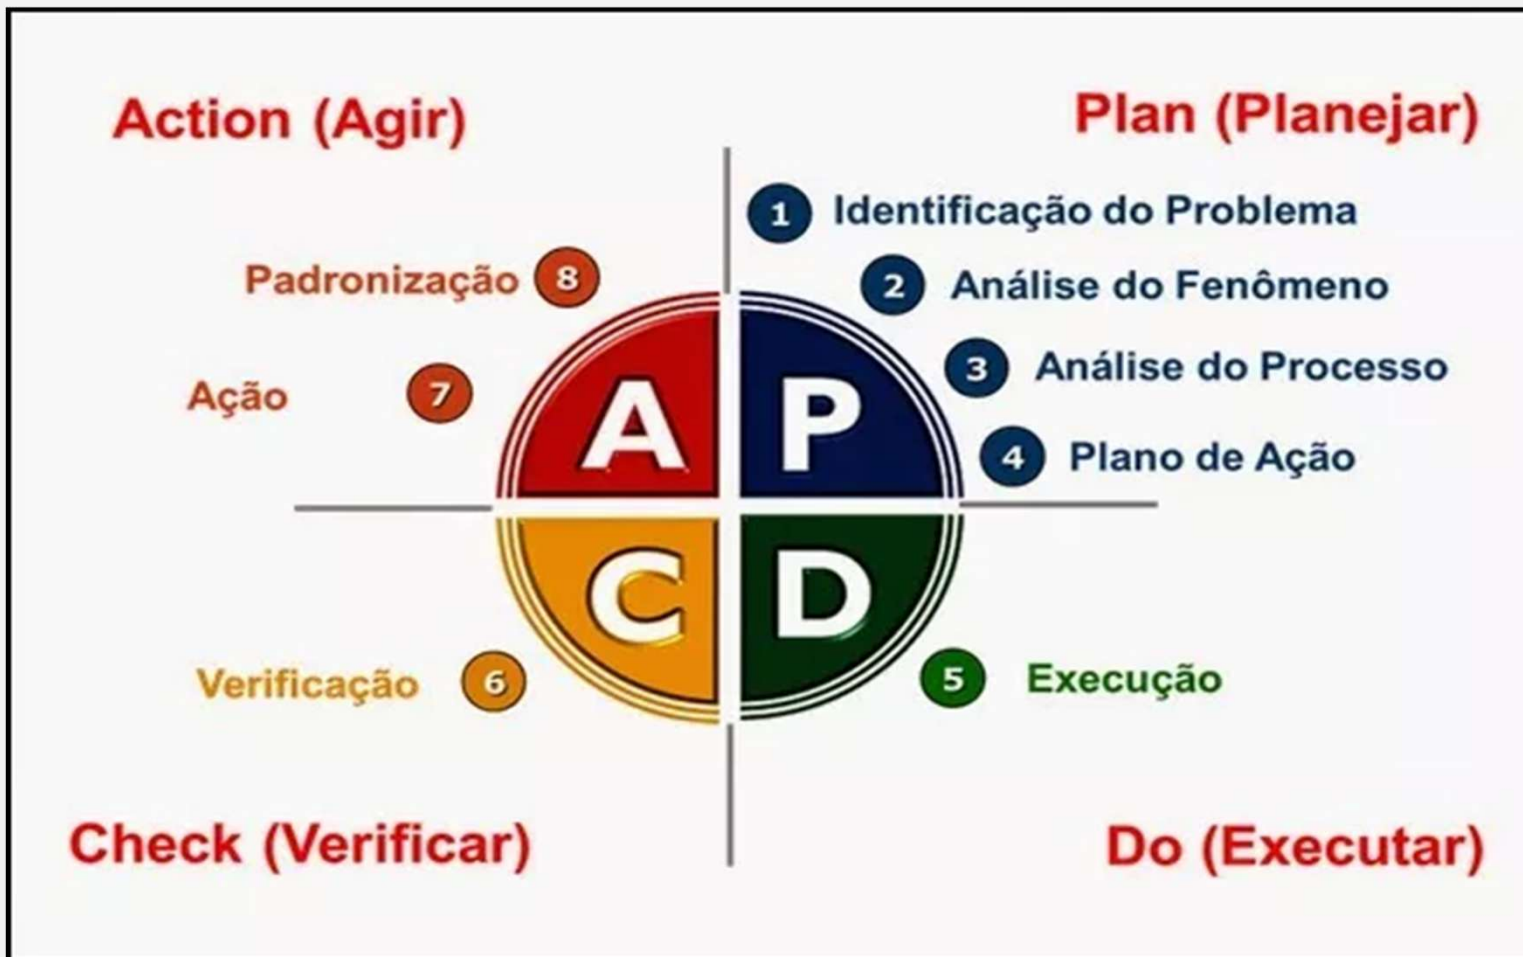 Action (Agir)
Plan (Planejar)
1 Identificação do Problema
2 Análise do Fenômeno
3 Análise do Processo
4 Plano de Ação
Padronização 8
Ação 7
A P
C D
Verificação 6
5 Execução
Check (Verificar)
Do (Executar)